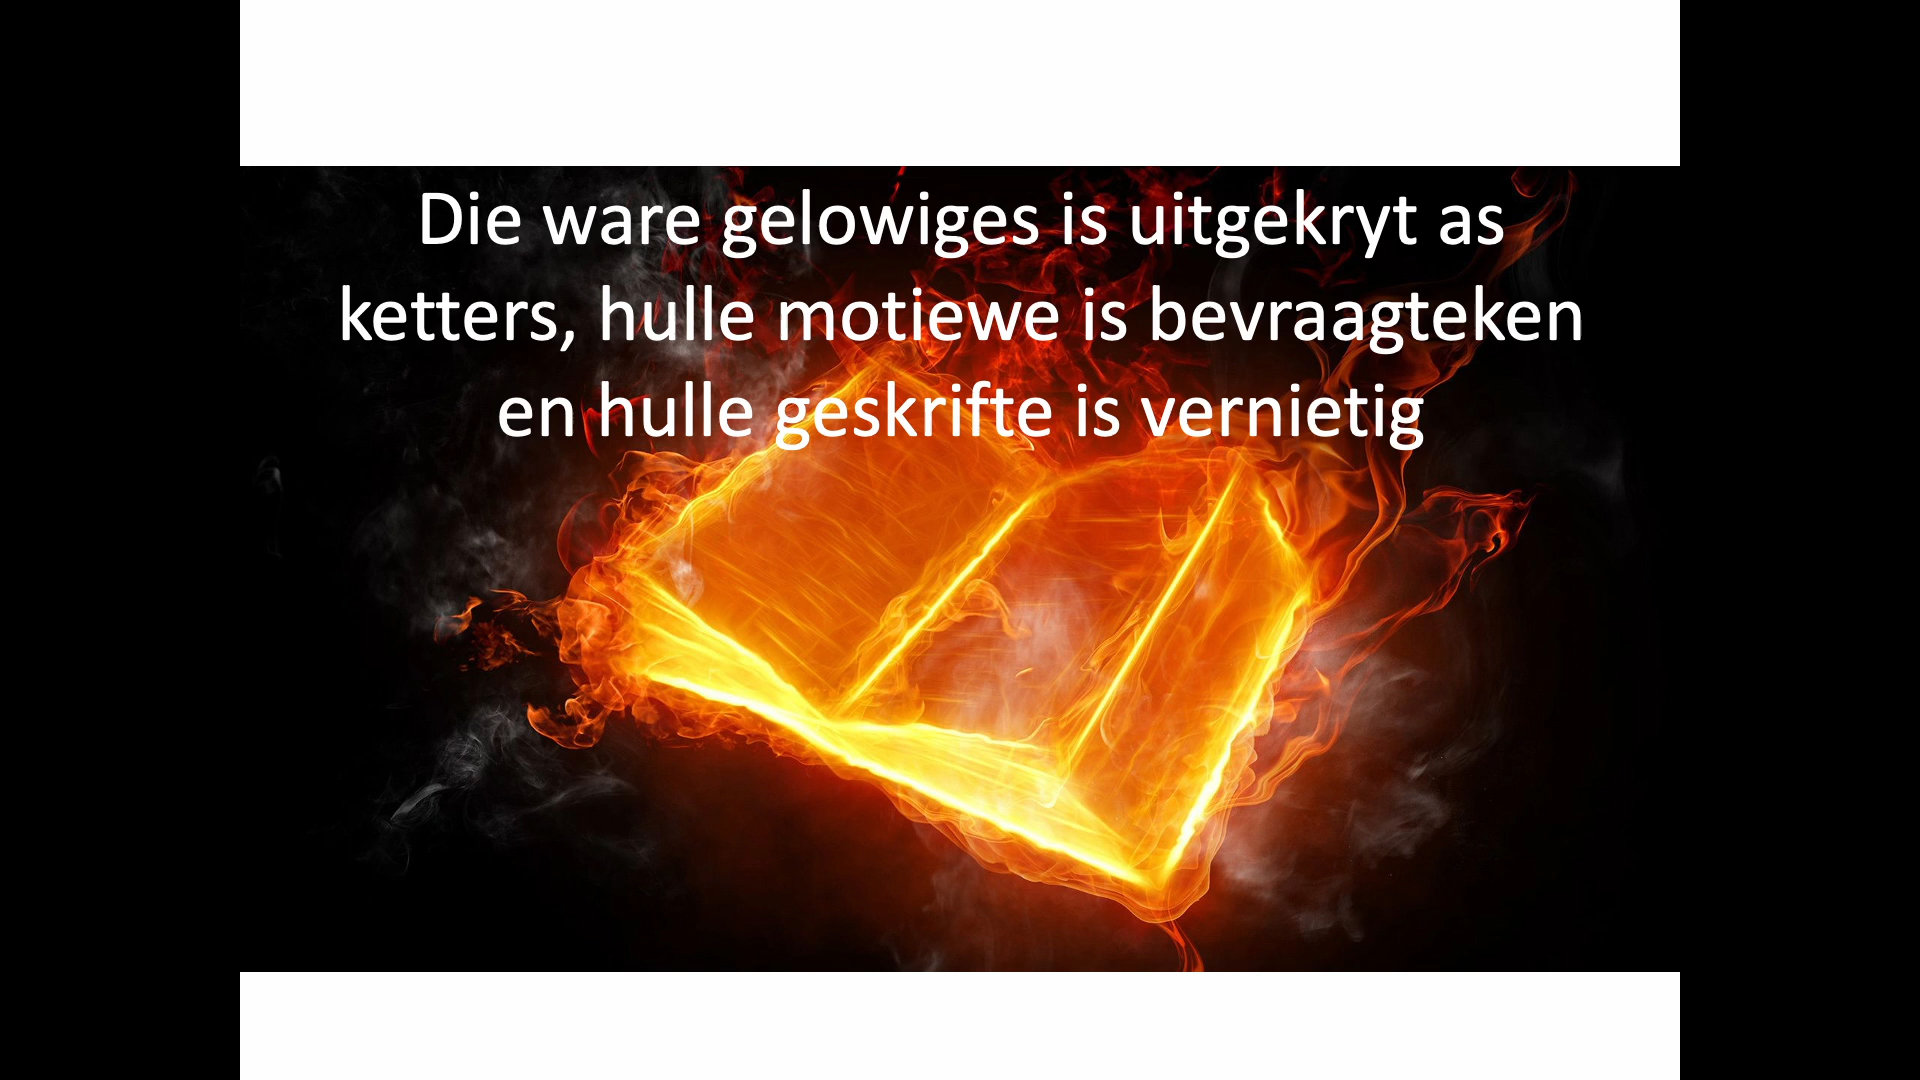 Die ware gelowiges is uitgekryt as
ketters, hulle motiewe is bevraagteken
en hulle geskrifte is vernietig